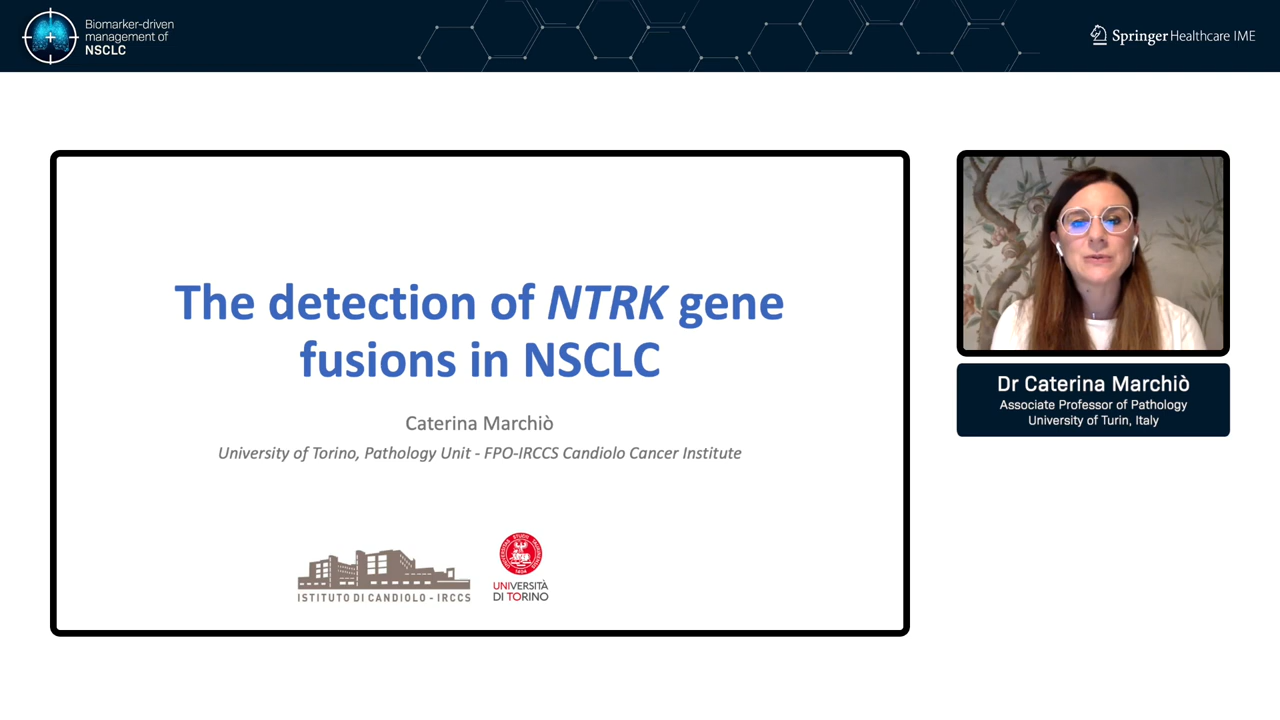 Biomarker-driven
management of
NSCLC
Springer Healthcare IME
The detection of NTRK gene
fusions in NSCLC
Caterina Marchiò
University of Torino, Pathology Unit - FPO-IRCCS Candiolo Cancer Institute
ISTITUTO DI CANDIOLO - IRCCS
UNIVERSITÀ
DI TORINO
Dr Caterina Marchiò
Associate Professor of Pathology
University of Turin, Italy